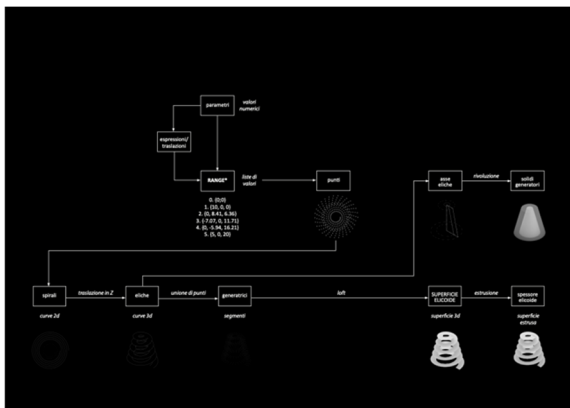 parametri
valori
numerici
espressioni/
traslazioni
RANGE*
liste di
valori
punti
0. (0;0)
1. (10, 0, 0)
2. (0, 8.41, 6.36)
3. (-7.07, 0, 11.71)
4. (0, -5.94, 16.21)
5. (5, 0, 20)
asse
eliche
rivoluzione
solidi
generatori
spirali
traslazione in Z
eliche
unione di punti
generatrici
loft
SUPERFICIE
ELICOIDE
estrusione
spessore
elicoide
curve 2d
curve 3d
segmenti
superficie 3d
superficie
estrusa